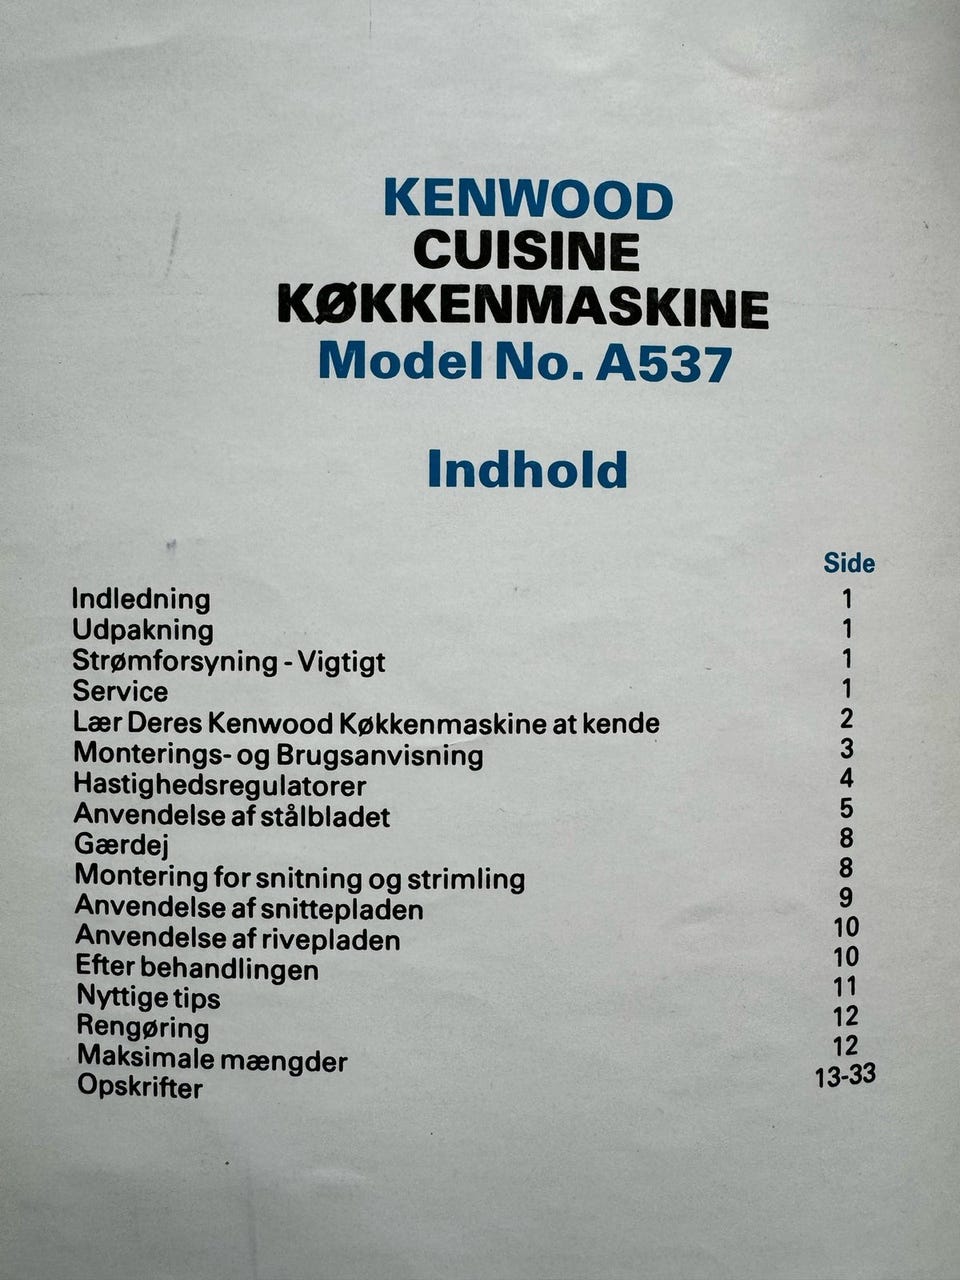 KENWOOD
CUISINE
KØKKENMASKINE
Model No. A537
Indhold
Side
Indledning 1
Udpakning 1
Strømforsyning - Vigtigt 1
Service 1
Lær Deres Kenwood Køkkenmaskine at kende 2
Monterings- og Brugsanvisning 3
Hastighedsregulatorer 4
Anvendelse af stålbladet 5
Gærdej 8
Montering for snitning og strimling 8
Anvendelse af snittepladen 9
Anvendelse af rivepladen 10
Efter behandlingen 10
Nyttige tips 11
Rengøring 12
Maksimale mængder 12
Opskrifter 13-33